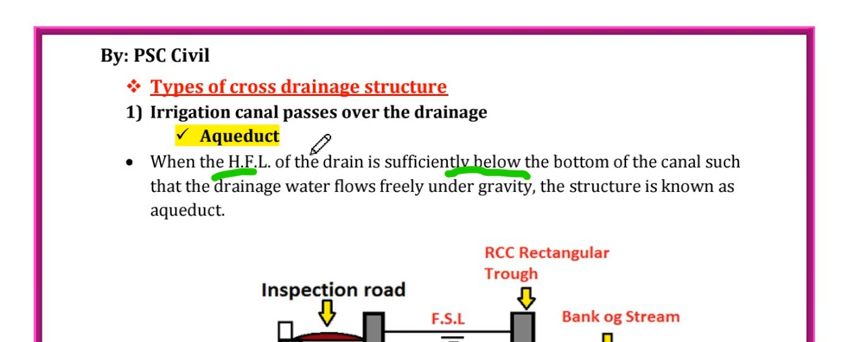 By: PSC Civil
❖ Types of cross drainage structure
1) Irrigation canal passes over the drainage
✓ Aqueduct
• When the H.F.L. of the drain is sufficiently below the bottom of the canal such
that the drainage water flows freely under gravity, the structure is known as
aqueduct.
RCC Rectangular
Trough
Inspection road
F.S.L
Bank og Stream